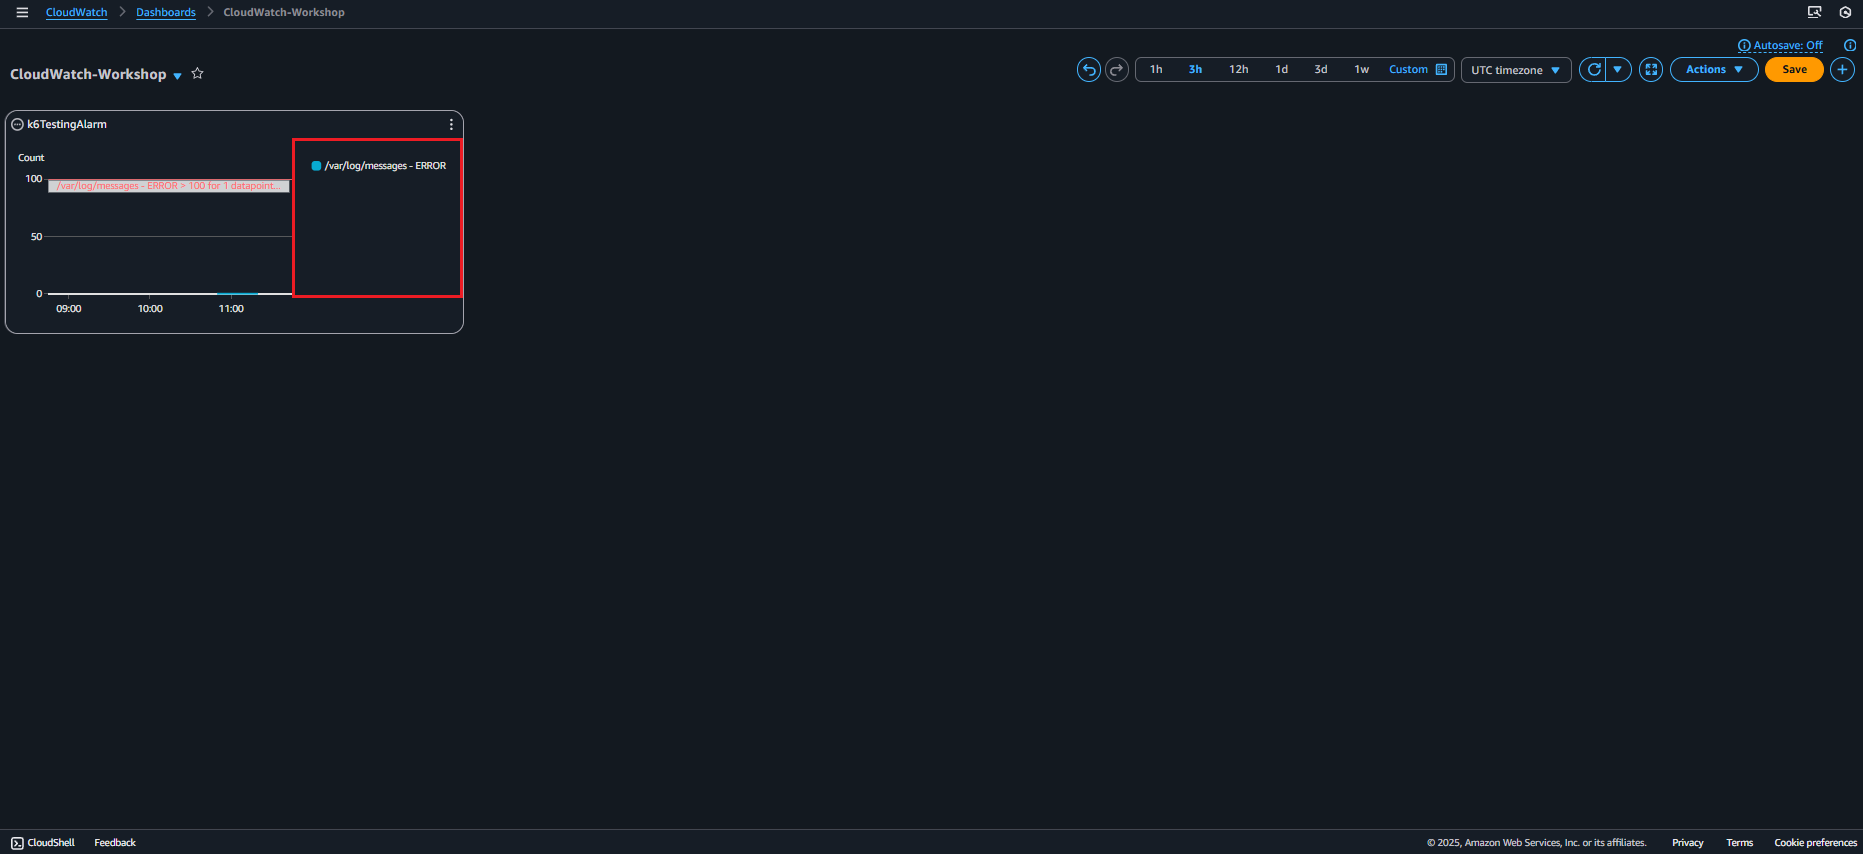 CloudWatch > Dashboards > CloudWatch-Workshop
Autosave: Off
CloudWatch-Workshop
1h 3h 12h 1d 3d 1w Custom UTC timezone Actions Save
k6TestingAlarm
Count
/var/log/messages - ERROR
100
/var/log/messages - ERROR > 100 for 1 datapoint...
50
0
09:00 10:00 11:00
CloudShell Feedback © 2025, Amazon Web Services, Inc. or its affiliates. Privacy Terms Cookie preferences